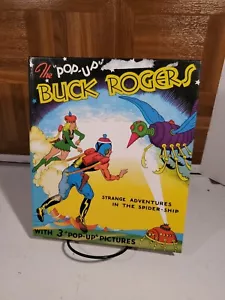 The "POP-UP"
BUCK ROGERS
STRANGE ADVENTURES
IN THE SPIDER-SHIP
WITH 3 "POP-UP" PICTURES